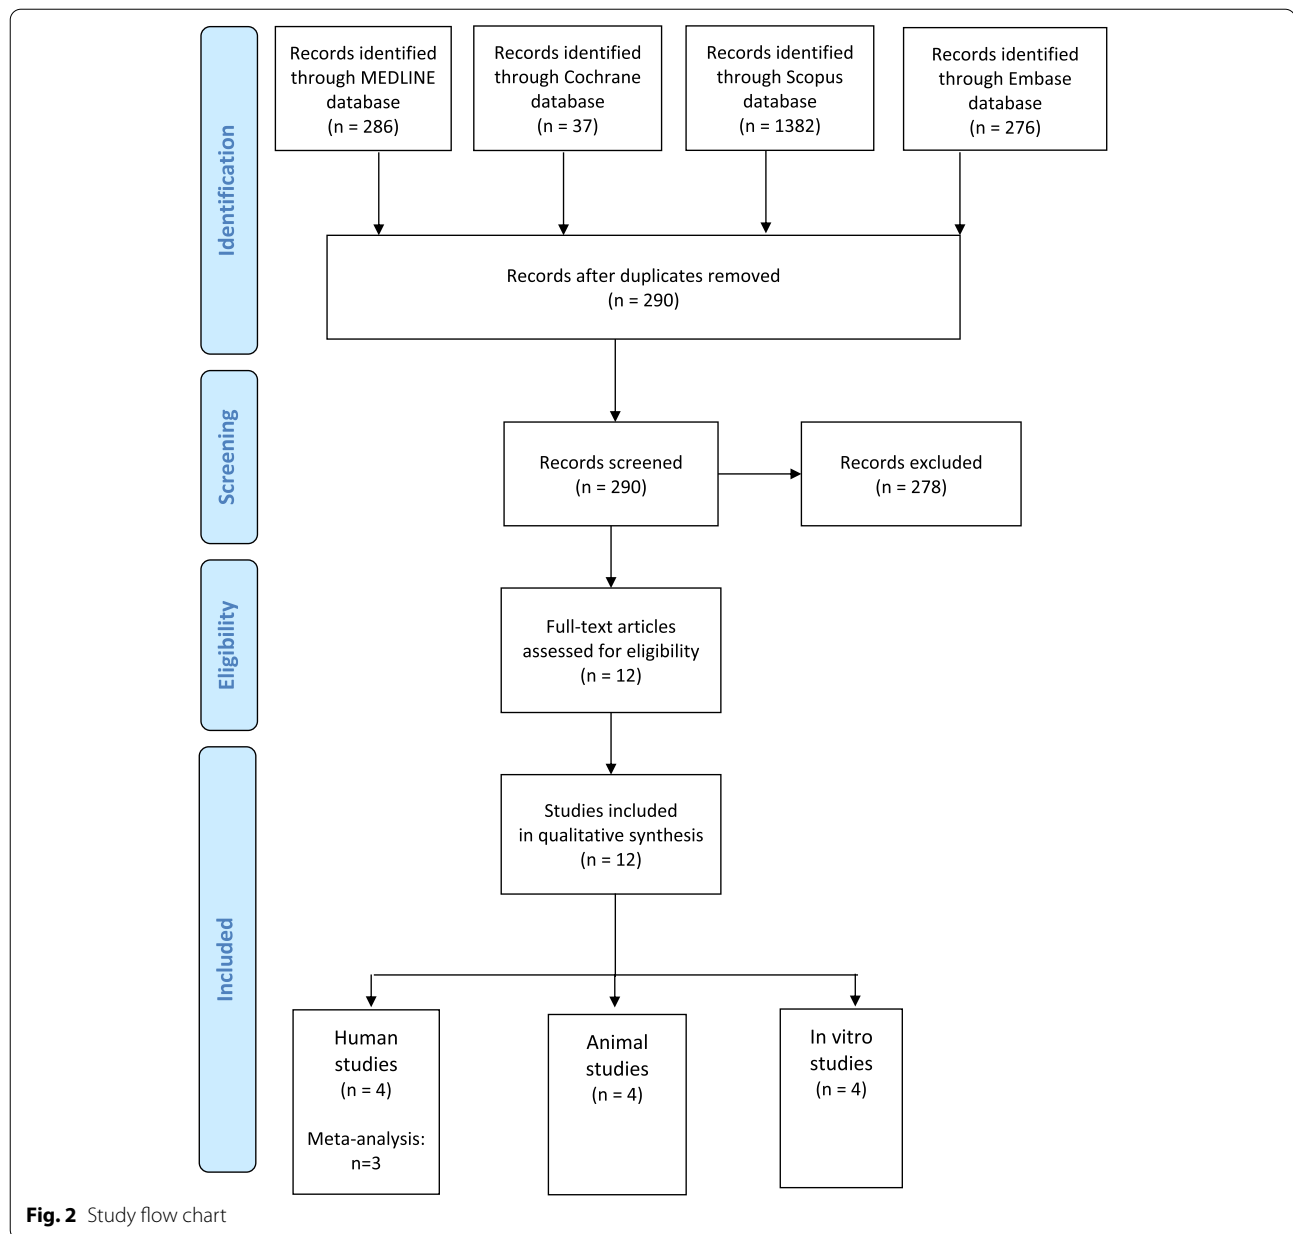 Identification
Records identified
through MEDLINE
database
(n = 286)
Records identified
through Cochrane
database
(n = 37)
Records identified
through Scopus
database
(n = 1382)
Records identified
through Embase
database
(n = 276)
Records after duplicates removed
(n = 290)
Screening
Records screened
(n = 290)
Records excluded
(n = 278)
Eligibility
Full-text articles
assessed for eligibility
(n = 12)
Included
Studies included
in qualitative synthesis
(n = 12)
Human
studies
(n = 4)
Meta-analysis:
n=3
Animal
studies
(n = 4)
In vitro
studies
(n = 4)
Fig. 2 Study flow chart